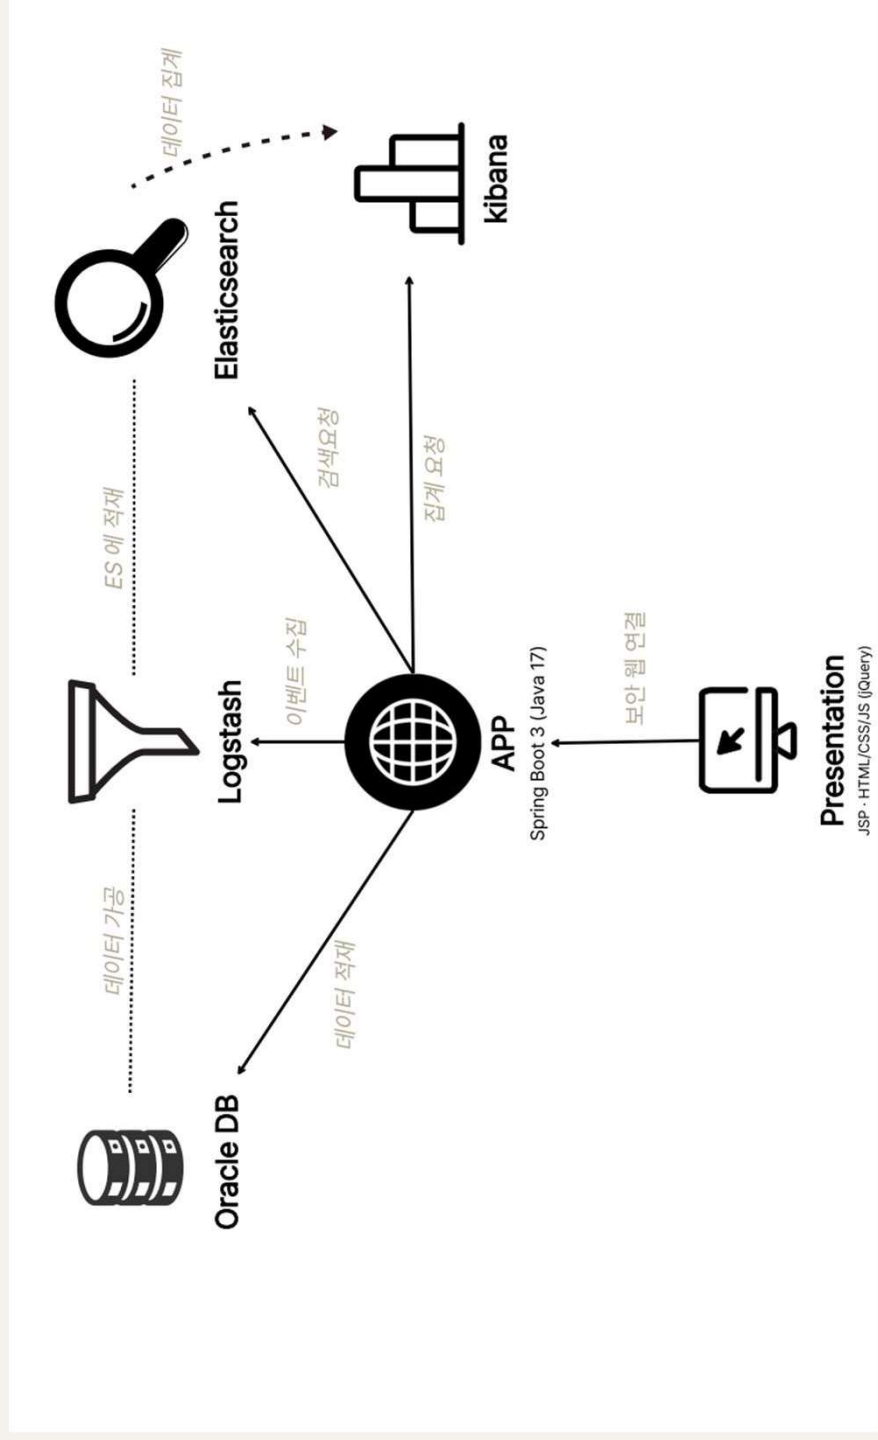 데이터 가공
ES 에 적재
데이터 집계
Oracle DB
Logstash
Elasticsearch
이벤트 수집
데이터 적재
검색요청
집계 요청
kibana
APP
Spring Boot 3 (Java 17)
보안 웹 연결
Presentation
JSP · HTML/CSS/JS (jQuery)